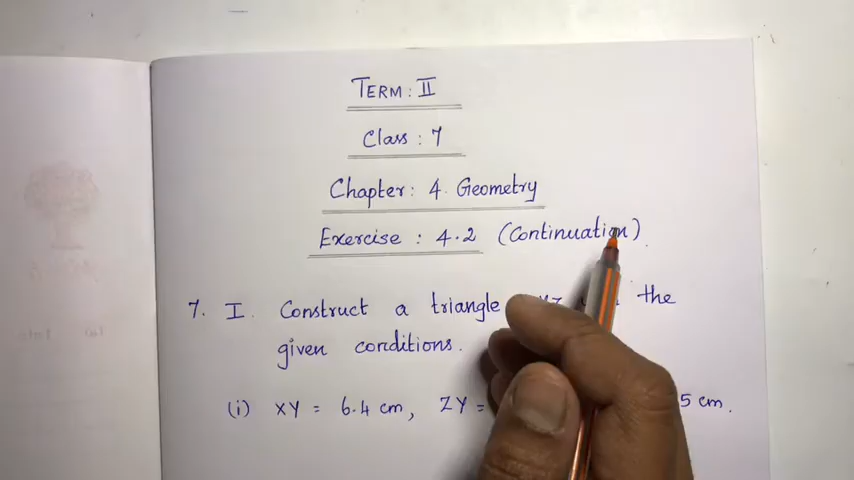 TERM: II
Class: 7
Chapter: 4. Geometry
Exercise: 4.2 (Continuation).
7. I. Construct a triangle the
given conditions.
(i) XY = 6.4 cm, ZY = 5 cm.